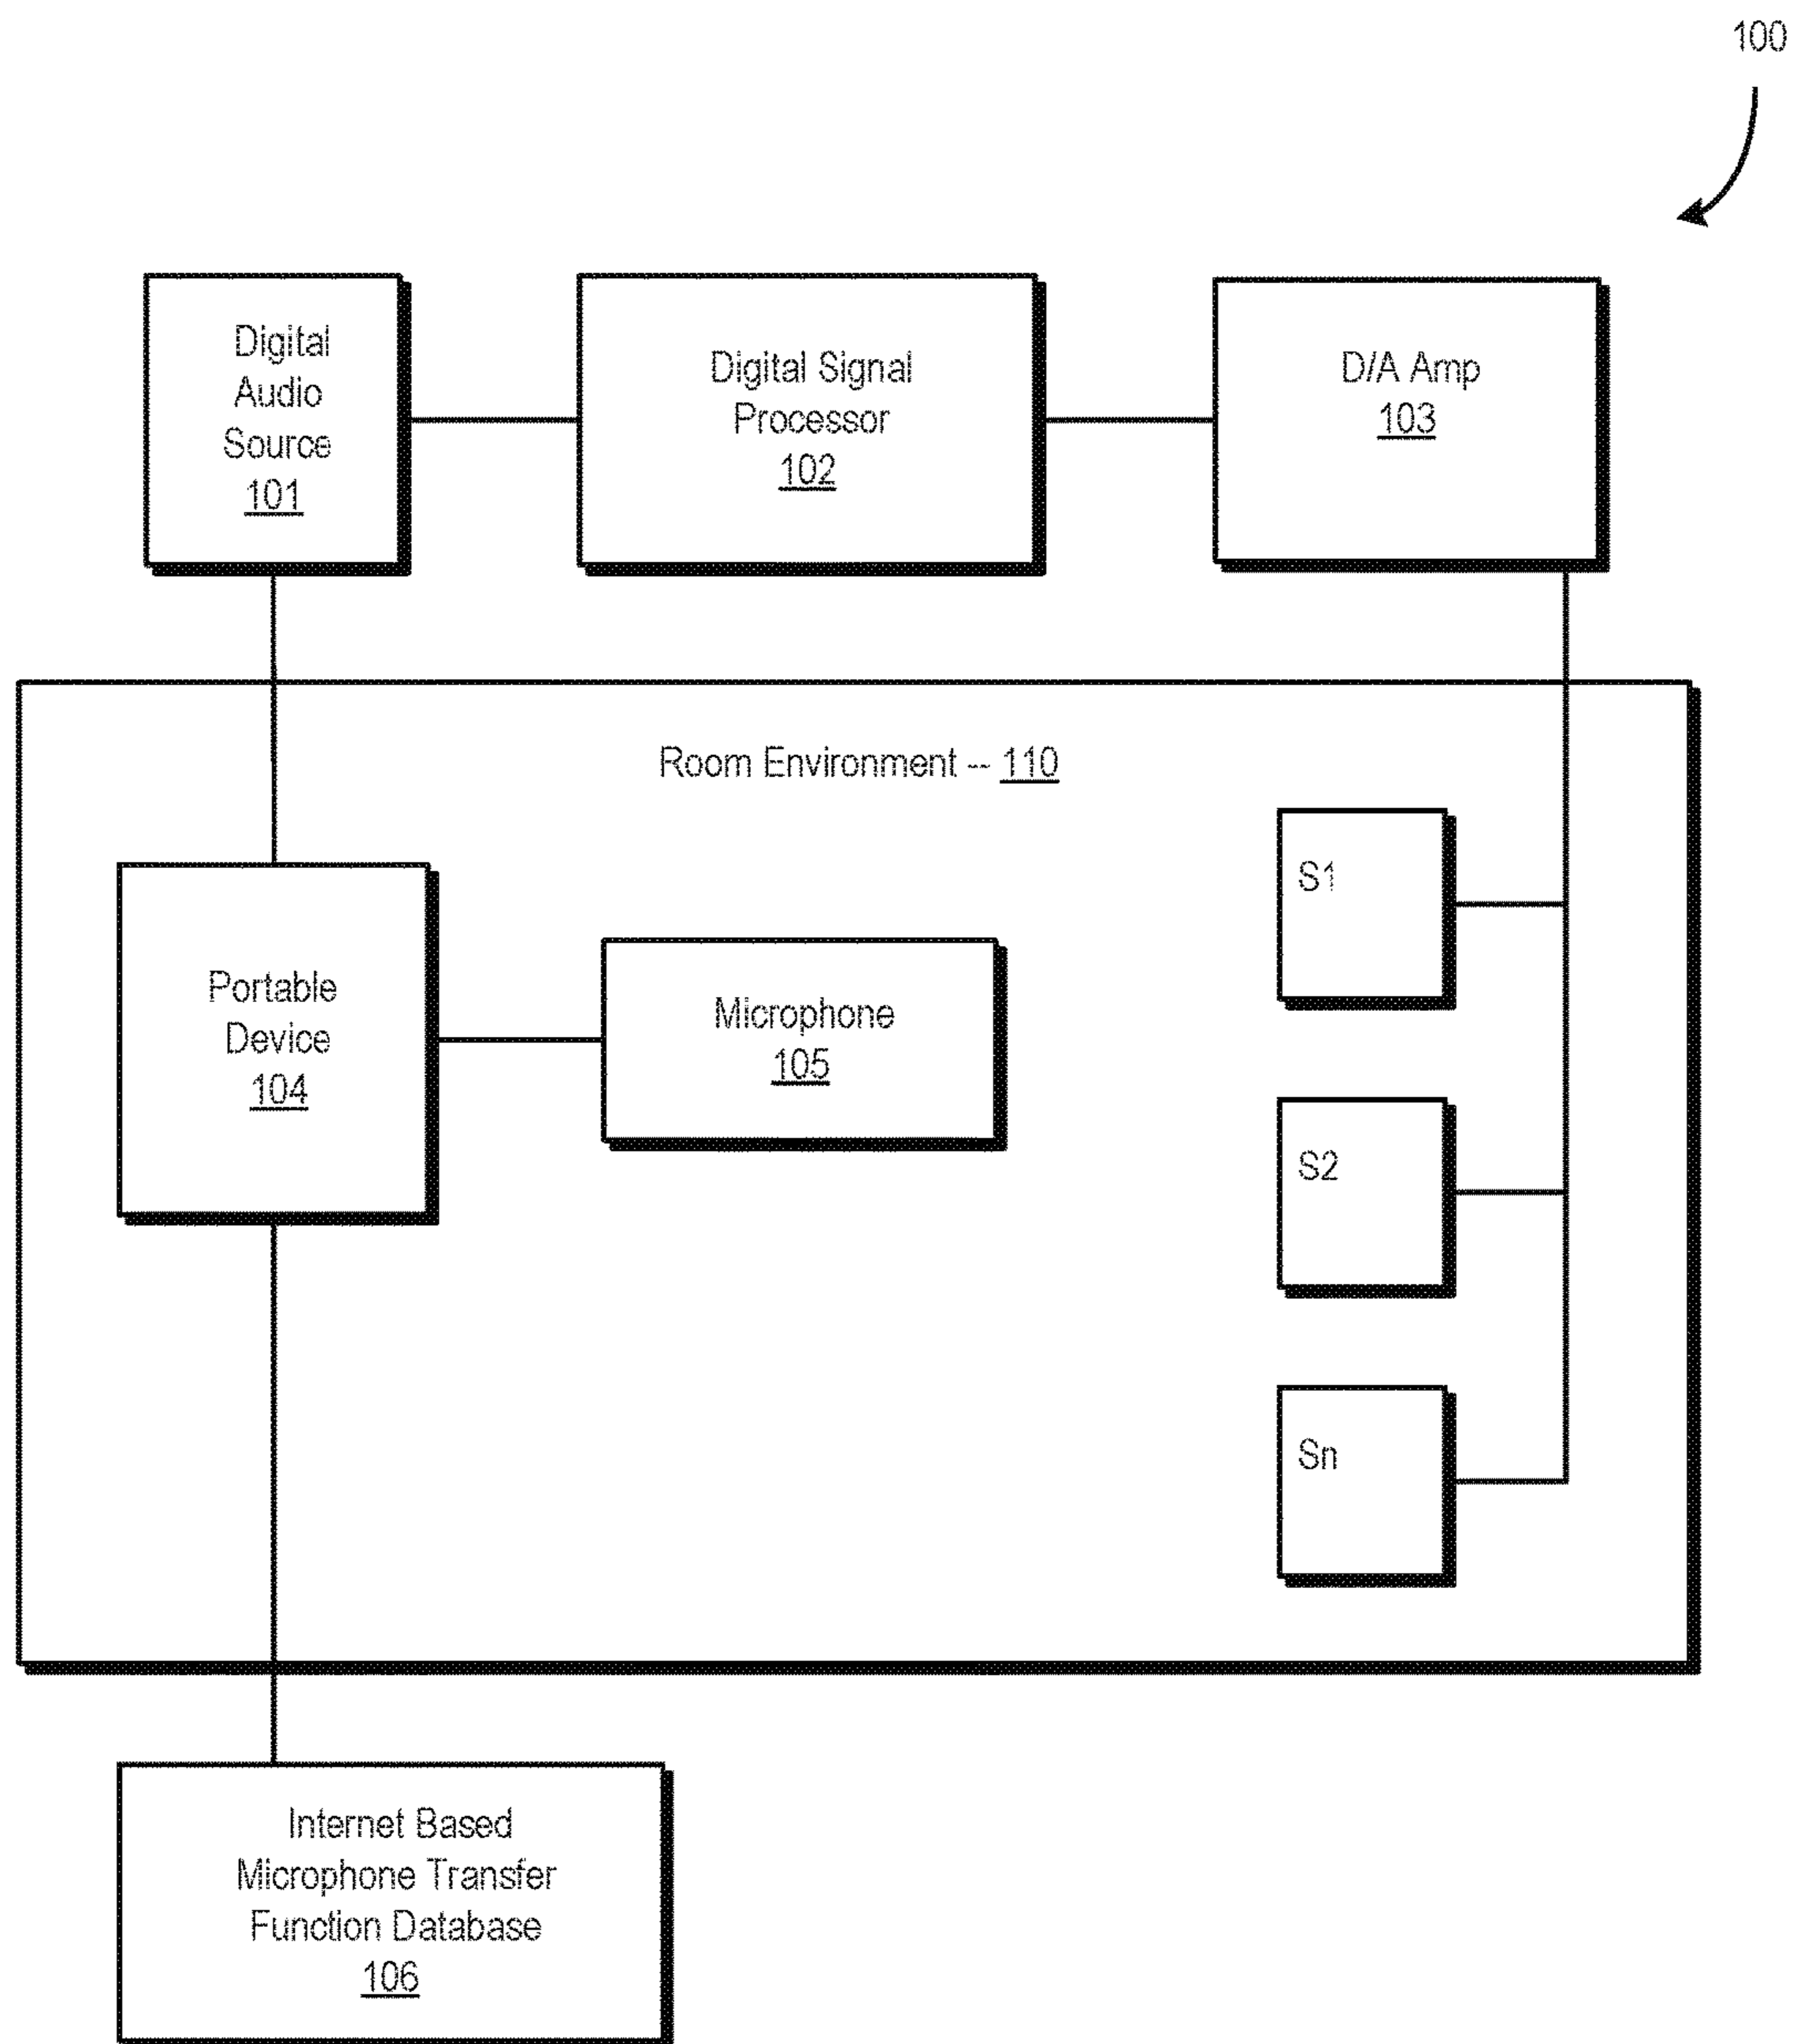 100
Digital
Audio
Source
101
Digital Signal
Processor
102
D/A Amp
103
Room Environment -- 110
Portable
Device
104
Microphone
105
S1
S2
Sn
Internet Based
Microphone Transfer
Function Database
106